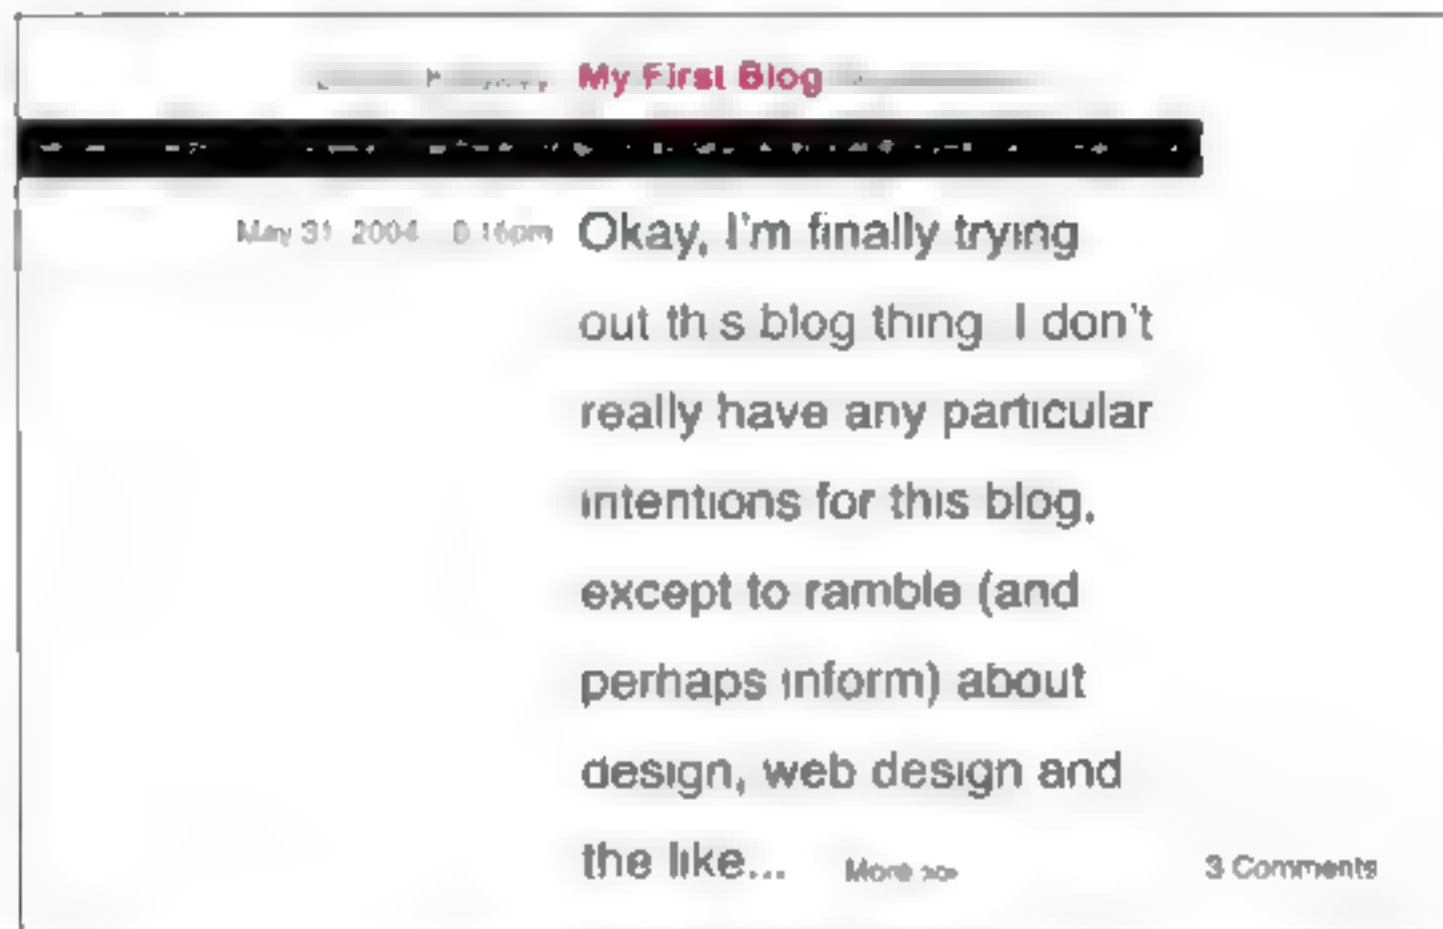 My First Blog
May 31 2004
Okay, I'm finally trying
out this blog thing I don't
really have any particular
intentions for this blog,
except to ramble (and
perhaps inform) about
design, web design and
the like... More >>
3 Comments